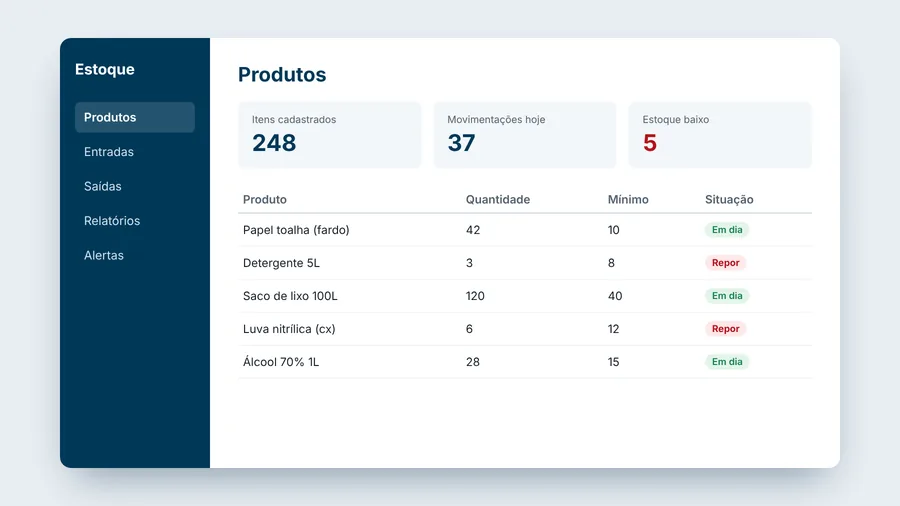 Estoque
Produtos
Entradas
Saídas
Relatórios
Alertas
Produtos
Itens cadastrados
248
Movimentações hoje
37
Estoque baixo
5
Produto Quantidade Mínimo Situação
Papel toalha (fardo) 42 10 Em dia
Detergente 5L 3 8 Repor
Saco de lixo 100L 120 40 Em dia
Luva nitrílica (cx) 6 12 Repor
Álcool 70% 1L 28 15 Em dia